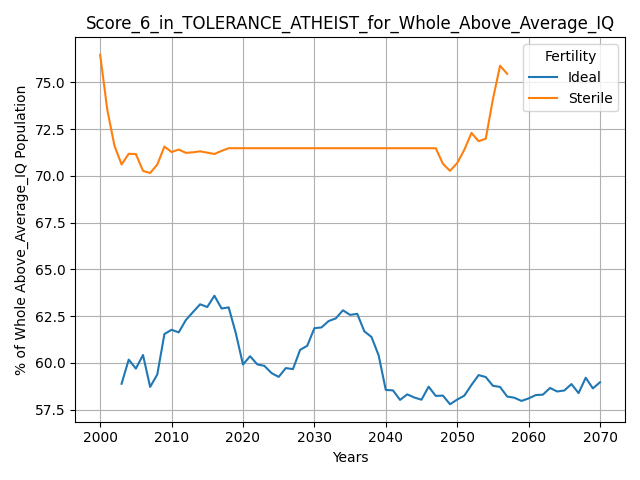 Score_6_in_TOLERANCE_ATHEIST_for_Whole_Above_Average_IQ
% of Whole Above_Average_IQ Population
75.0
72.5
70.0
67.5
65.0
62.5
60.0
57.5
Fertility
Ideal
Sterile
2000 2010 2020 2030 2040 2050 2060 2070
Years